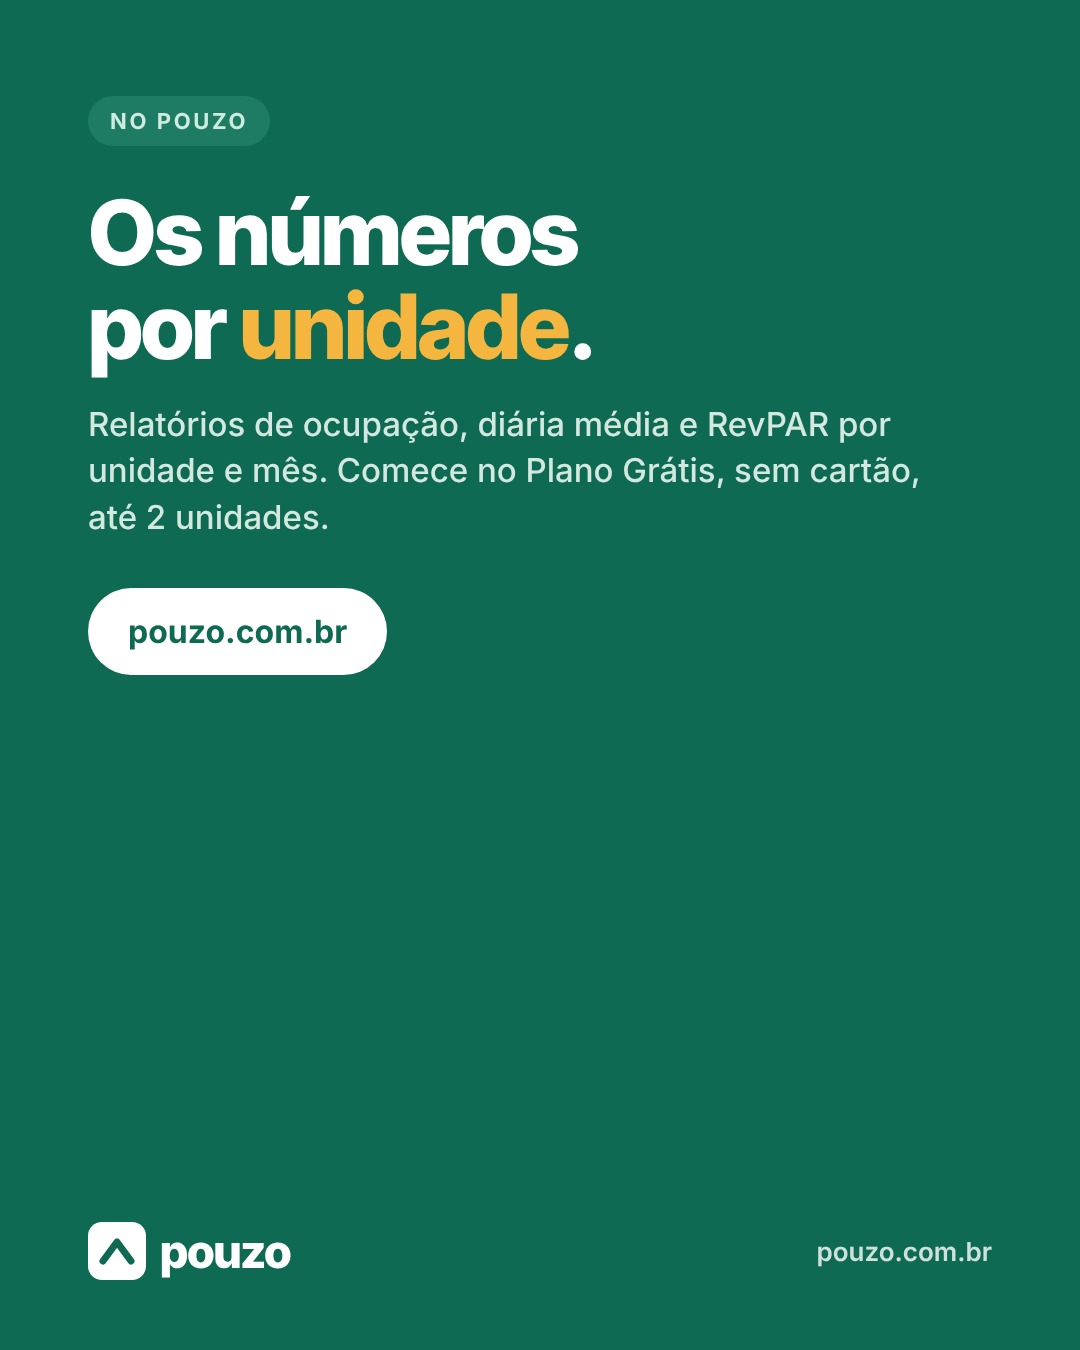 NO POUZO
Os números
por unidade.
Relatórios de ocupação, diária média e RevPAR por
unidade e mês. Comece no Plano Grátis, sem cartão,
até 2 unidades.
pouzo.com.br
pouzo
pouzo.com.br